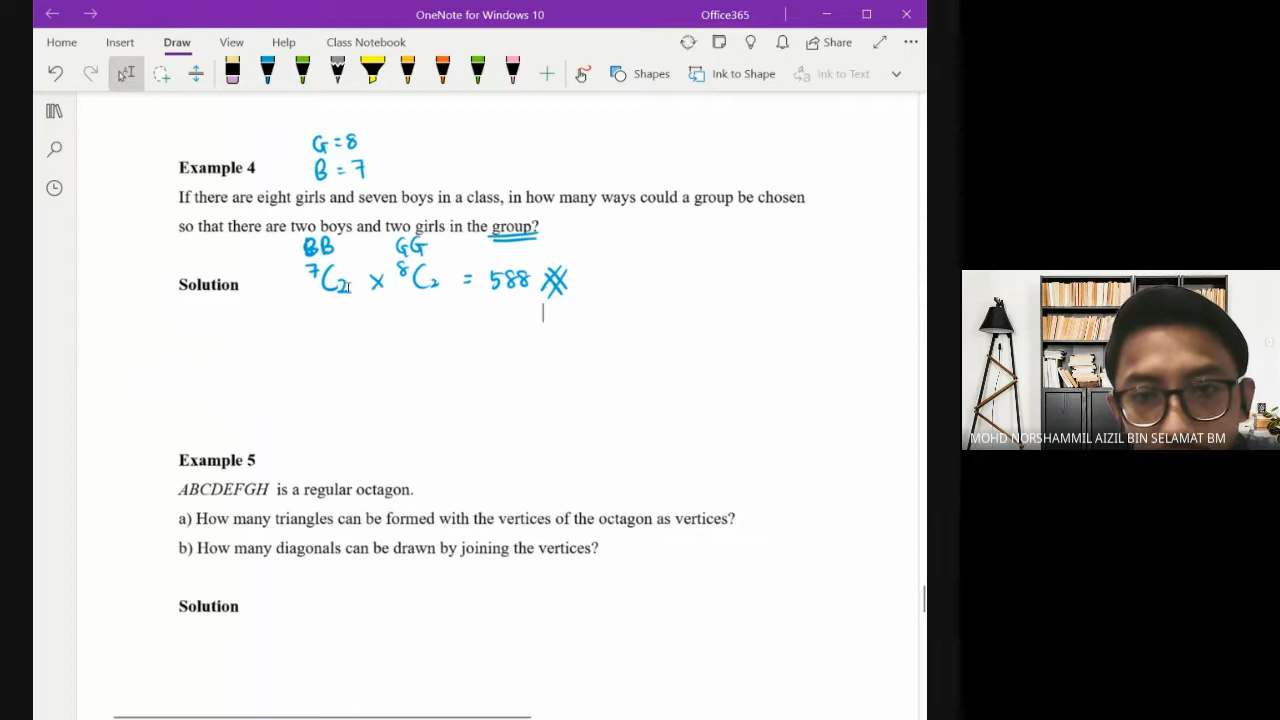 OneNote for Windows 10
Office365
Home Insert Draw View Help Class Notebook
Share
Shapes Ink to Shape Ink to Text
G = 8
B = 7
Example 4
If there are eight girls and seven boys in a class, in how many ways could a group be chosen
so that there are two boys and two girls in the group?
BB GG
Solution ⁷C₂ × ⁸C₂ = 588
Example 5
ABCDEFGH is a regular octagon.
a) How many triangles can be formed with the vertices of the octagon as vertices?
b) How many diagonals can be drawn by joining the vertices?
Solution
MOHD NORSHAMMIL AIZIL BIN SELAMAT BM